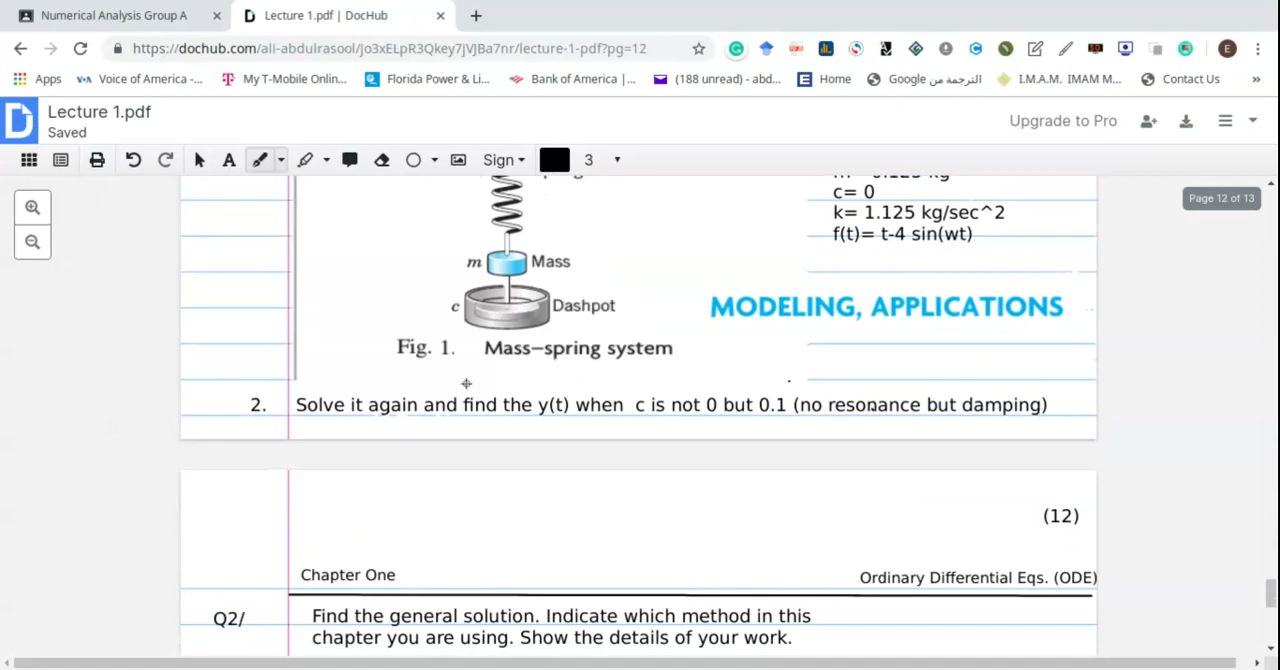 Numerical Analysis Group A
Lecture 1.pdf | DocHub
https://dochub.com/ali-abdulrasool/jo3xELpR3Qkey7jVJBa7nr/lecture-1-pdf?pg=12
E
Apps
Voice of America -...
My T-Mobile Onlin...
Florida Power & Li...
Bank of America |...
(188 unread) - abd...
Home
الترجمة من Google
I.M.A.M. IMAM M...
Contact Us
»
Lecture 1.pdf
Saved
Upgrade to Pro
Sign
3
Page 12 of 13
c= 0
k= 1.125 kg/sec^2
f(t)= t-4 sin(wt)
m
Mass
c
Dashpot
MODELING, APPLICATIONS
Fig. 1. Mass–spring system
2. Solve it again and find the y(t) when c is not 0 but 0.1 (no resonance but damping)
(12)
Chapter One
Ordinary Differential Eqs. (ODE)
Q2/ Find the general solution. Indicate which method in this
chapter you are using. Show the details of your work.